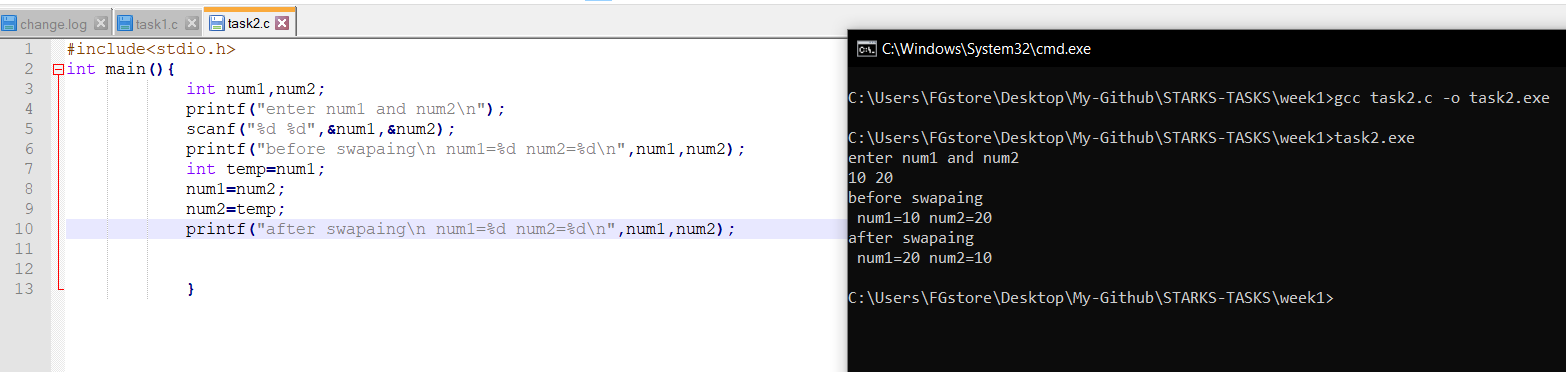 change.log task1.c task2.c
1 #include<stdio.h>
2 int main(){
3 int num1,num2;
4 printf("enter num1 and num2\n");
5 scanf("%d %d",&num1,&num2);
6 printf("before swapaing\n num1=%d num2=%d\n",num1,num2);
7 int temp=num1;
8 num1=num2;
9 num2=temp;
10 printf("after swapaing\n num1=%d num2=%d\n",num1,num2);
11
12
13 }
C:\Windows\System32\cmd.exe
C:\Users\FGstore\Desktop\My-Github\STARKS-TASKS\week1>gcc task2.c -o task2.exe
C:\Users\FGstore\Desktop\My-Github\STARKS-TASKS\week1>task2.exe
enter num1 and num2
10 20
before swapaing
 num1=10 num2=20
after swapaing
 num1=20 num2=10
C:\Users\FGstore\Desktop\My-Github\STARKS-TASKS\week1>